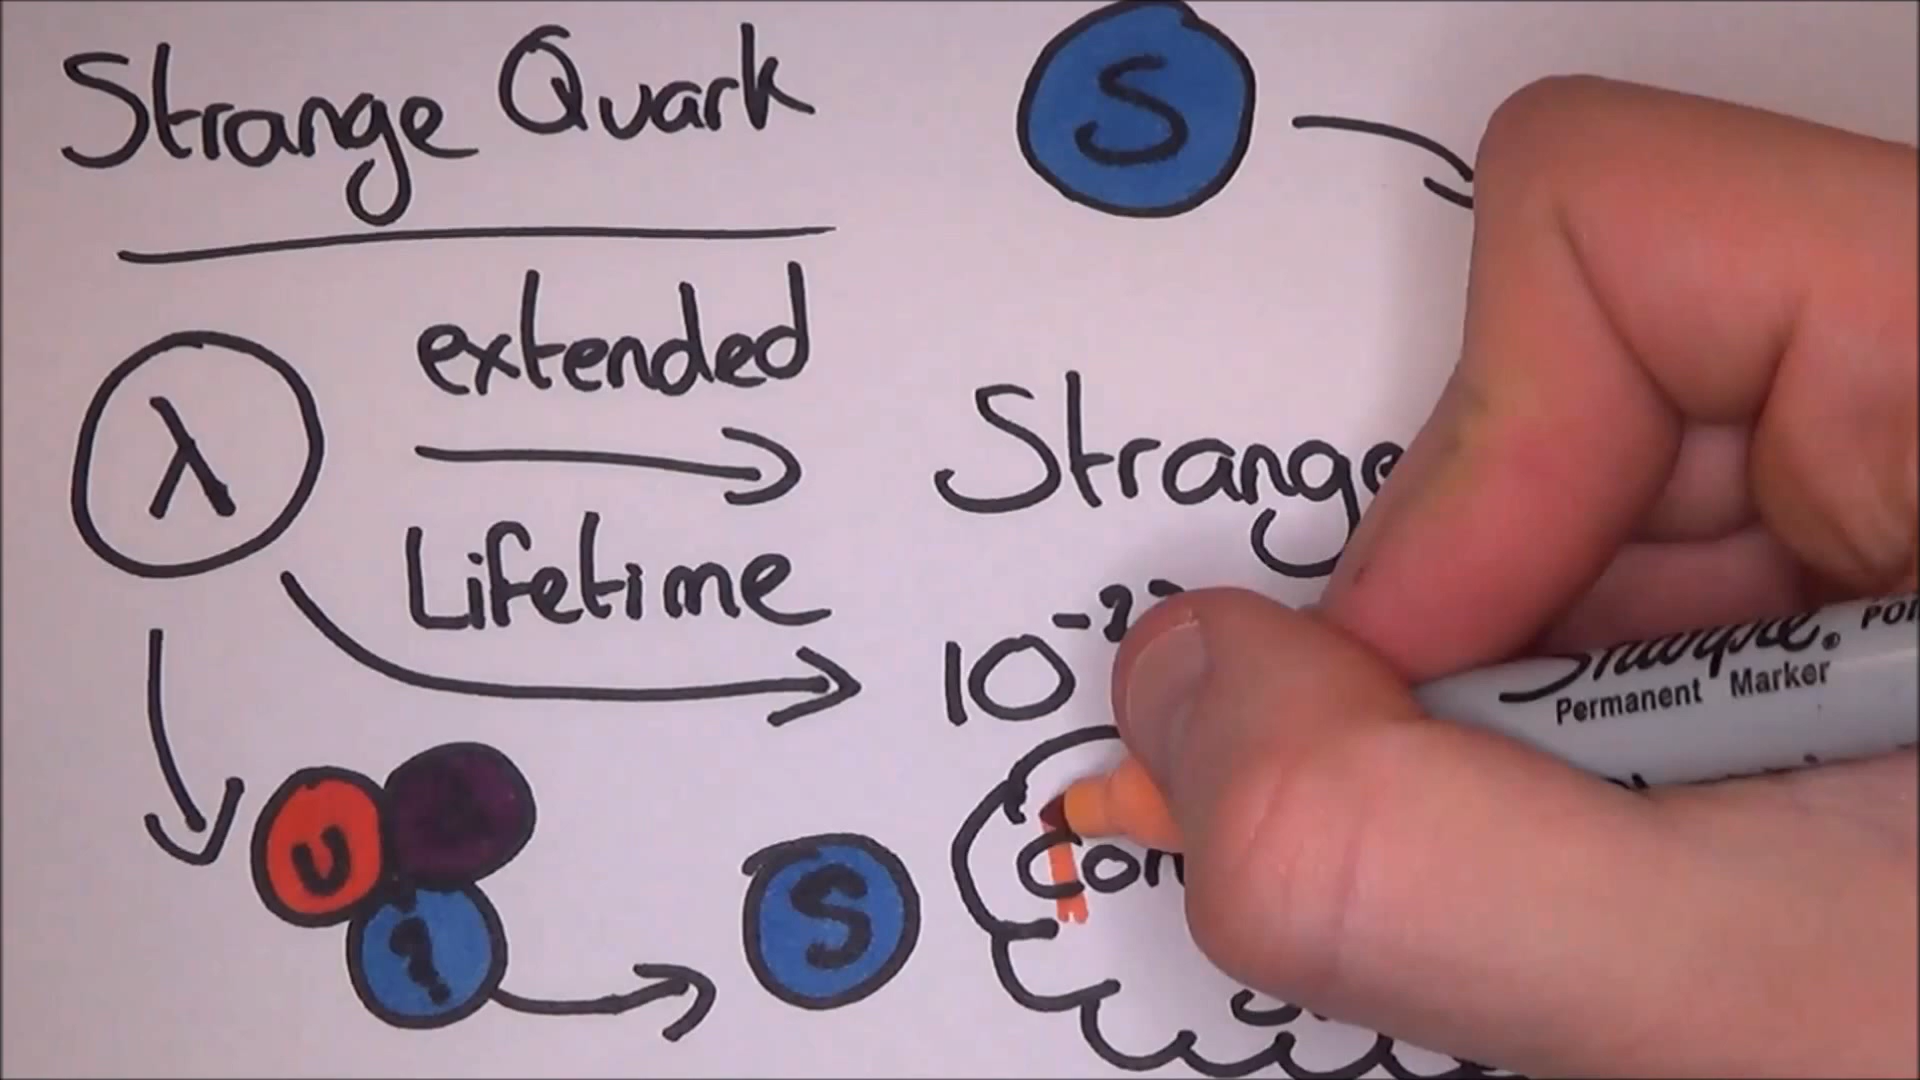 Strange Quark
S
λ
extended
Lifetime
Strange
10
u
?
S
Sharpie®
Permanent Marker